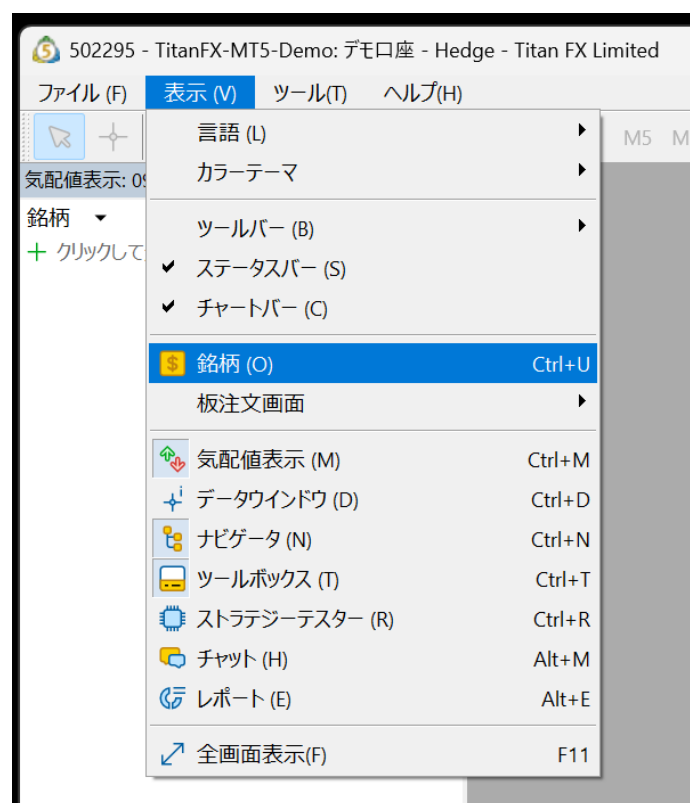 502295 - TitanFX-MT5-Demo: デモ口座 - Hedge - Titan FX Limited
ファイル (F) 表示 (V) ツール(T) ヘルプ(H)
M5
気配値表示: 09
銘柄
クリックして
言語 (L)
カラーテーマ
ツールバー (B)
ステータスバー (S)
チャートバー (C)
銘柄 (O) Ctrl+U
板注文画面
気配値表示 (M) Ctrl+M
データウインドウ (D) Ctrl+D
ナビゲータ (N) Ctrl+N
ツールボックス (T) Ctrl+T
ストラテジーテスター (R) Ctrl+R
チャット (H) Alt+M
レポート (E) Alt+E
全画面表示(F) F11